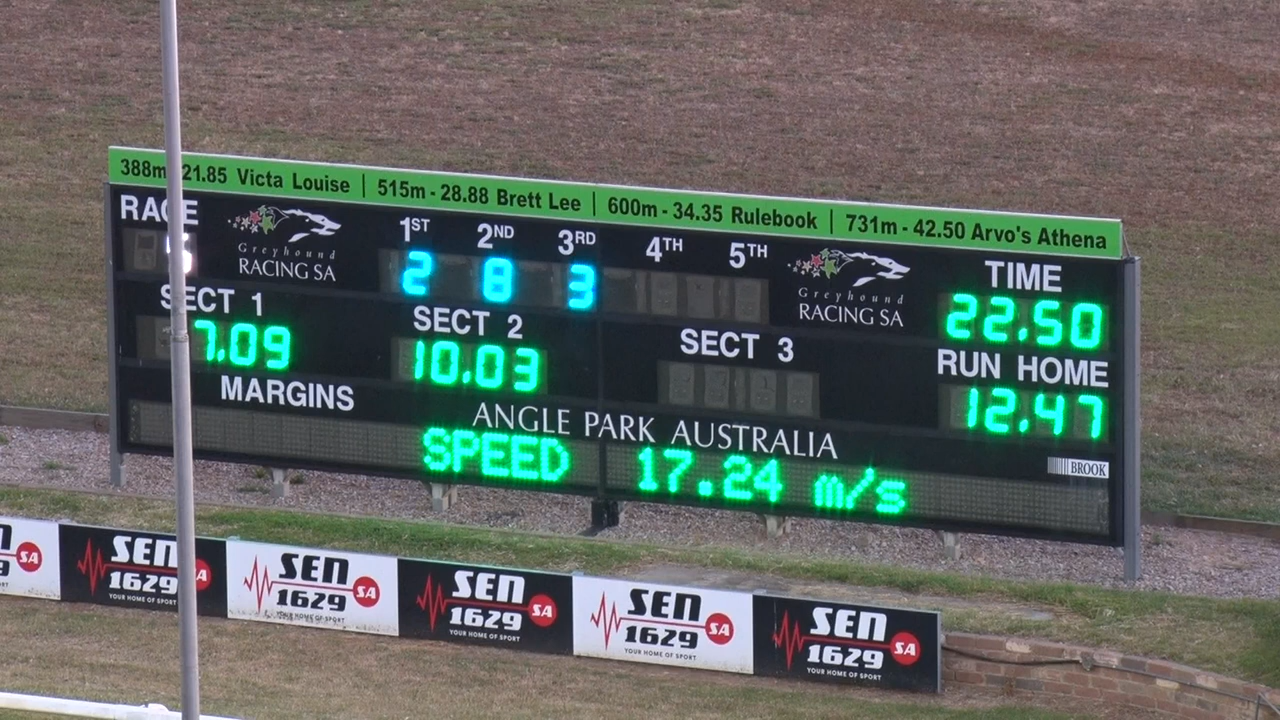 388m 21.85 Victa Louise | 515m - 28.88 Brett Lee | 600m - 34.35 Rulebook | 731m - 42.50 Arvo's Athena
RACE
5
Greyhound
RACING SA
1ST 2ND 3RD 4TH 5TH
2 8 3
Greyhound
RACING SA
TIME
22.50
SECT 1
7.09
SECT 2
10.03
SECT 3
RUN HOME
12.47
MARGINS
ANGLE PARK AUSTRALIA
SPEED 17.24 m/s
BROOK
SA
SEN
1629 SA
YOUR HOME OF SPORT
SEN
1629 SA
YOUR HOME OF SPORT
SEN
1629 SA
YOUR HOME OF SPORT
SEN
1629 SA
YOUR HOME OF SPORT
SEN
1629 SA
YOUR HOME OF SPORT